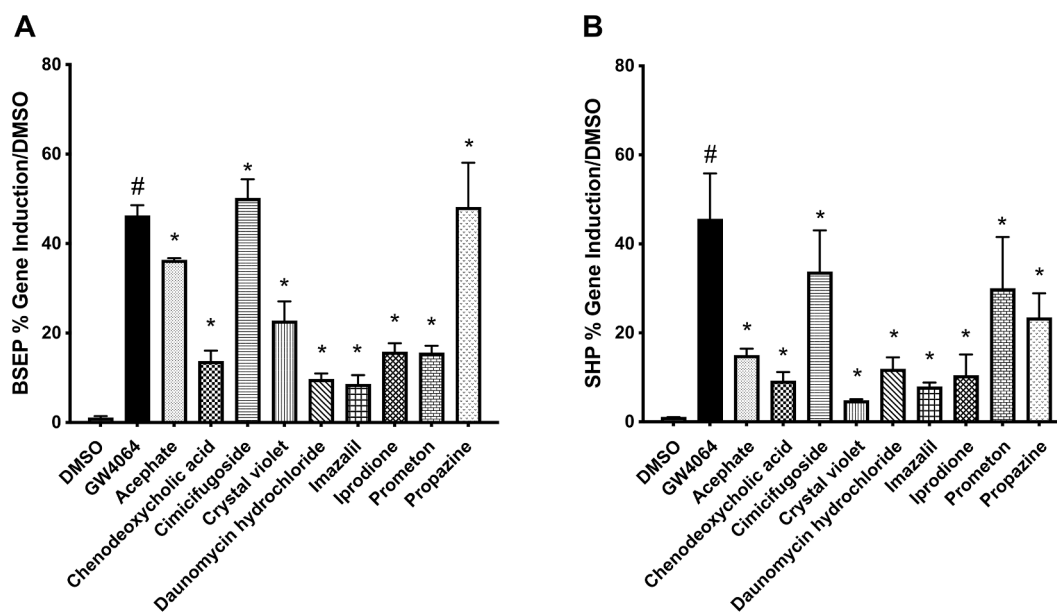 A
BSEP % Gene Induction/DMSO
80
60
40
20
0
#
*
*
*
*
*
*
*
*
*
DMSO
GW4064
Acephate
Chenodeoxycholic acid
Cimicifugoside
Crystal violet
Daunomycin hydrochloride
Imazalil
Iprodione
Prometon
Propazine
B
SHP % Gene Induction/DMSO
80
60
40
20
0
#
*
*
*
*
*
*
*
*
*
DMSO
GW4064
Acephate
Chenodeoxycholic acid
Cimicifugoside
Crystal violet
Daunomycin hydrochloride
Imazalil
Iprodione
Prometon
Propazine